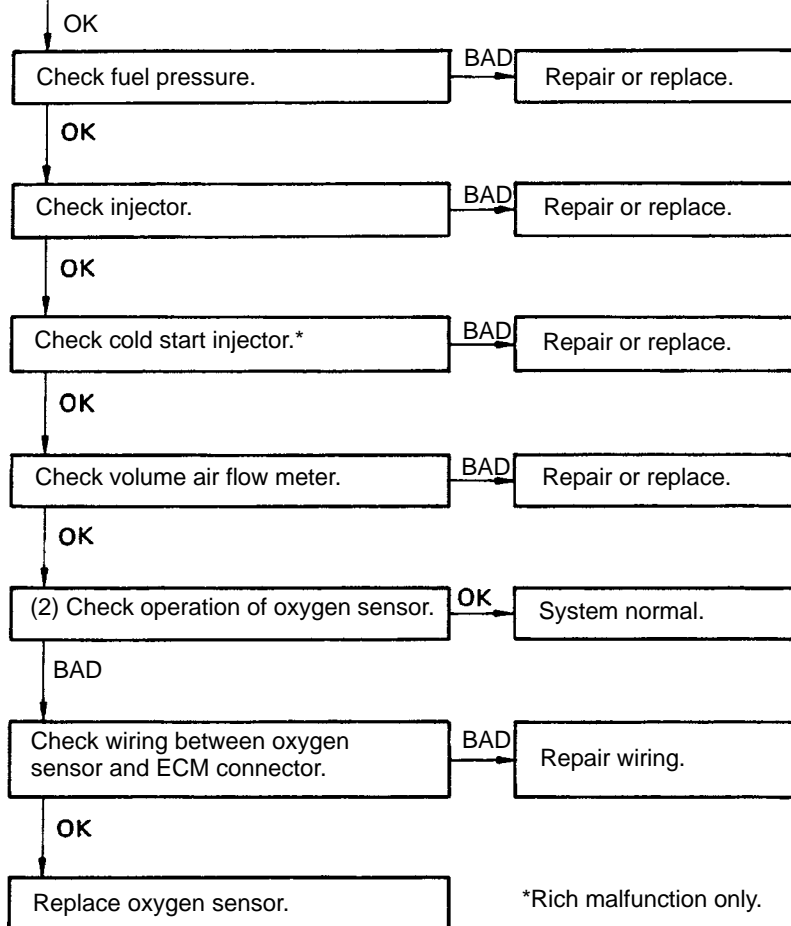 OK
Check fuel pressure.
BAD
Repair or replace.
OK
Check injector.
BAD
Repair or replace.
OK
Check cold start injector.*
BAD
Repair or replace.
OK
Check volume air flow meter.
BAD
Repair or replace.
OK
(2) Check operation of oxygen sensor.
OK
System normal.
BAD
Check wiring between oxygen
sensor and ECM connector.
BAD
Repair wiring.
OK
Replace oxygen sensor.
*Rich malfunction only.